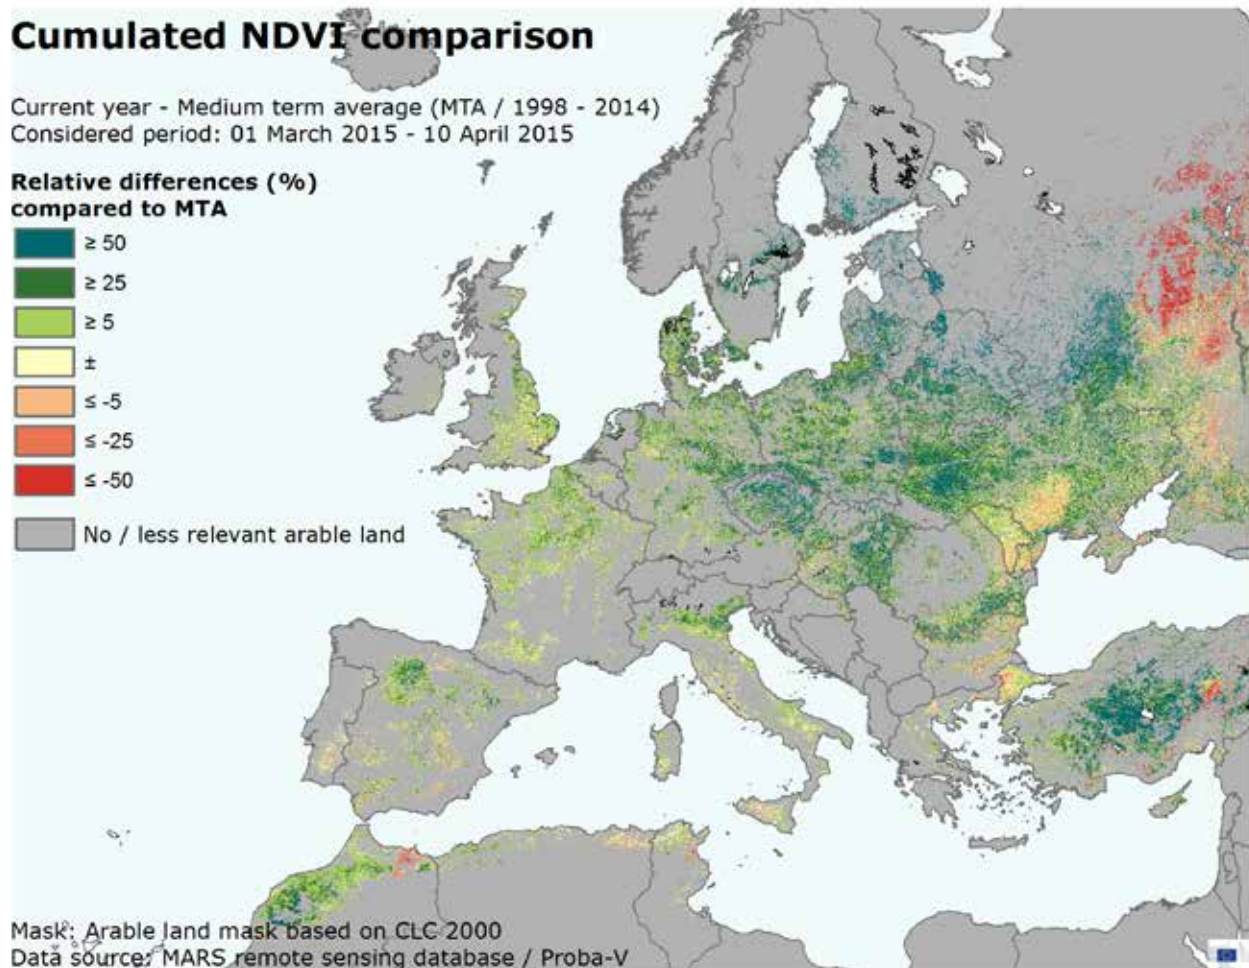 Cumulated NDVI comparison
Current year - Medium term average (MTA / 1998 - 2014)
Considered period: 01 March 2015 - 10 April 2015
Relative differences (%)
compared to MTA
≥ 50
≥ 25
≥ 5
±
≤ -5
≤ -25
≤ -50
No / less relevant arable land
Mask: Arable land mask based on CLC 2000
Data source: MARS remote sensing database / Proba-V